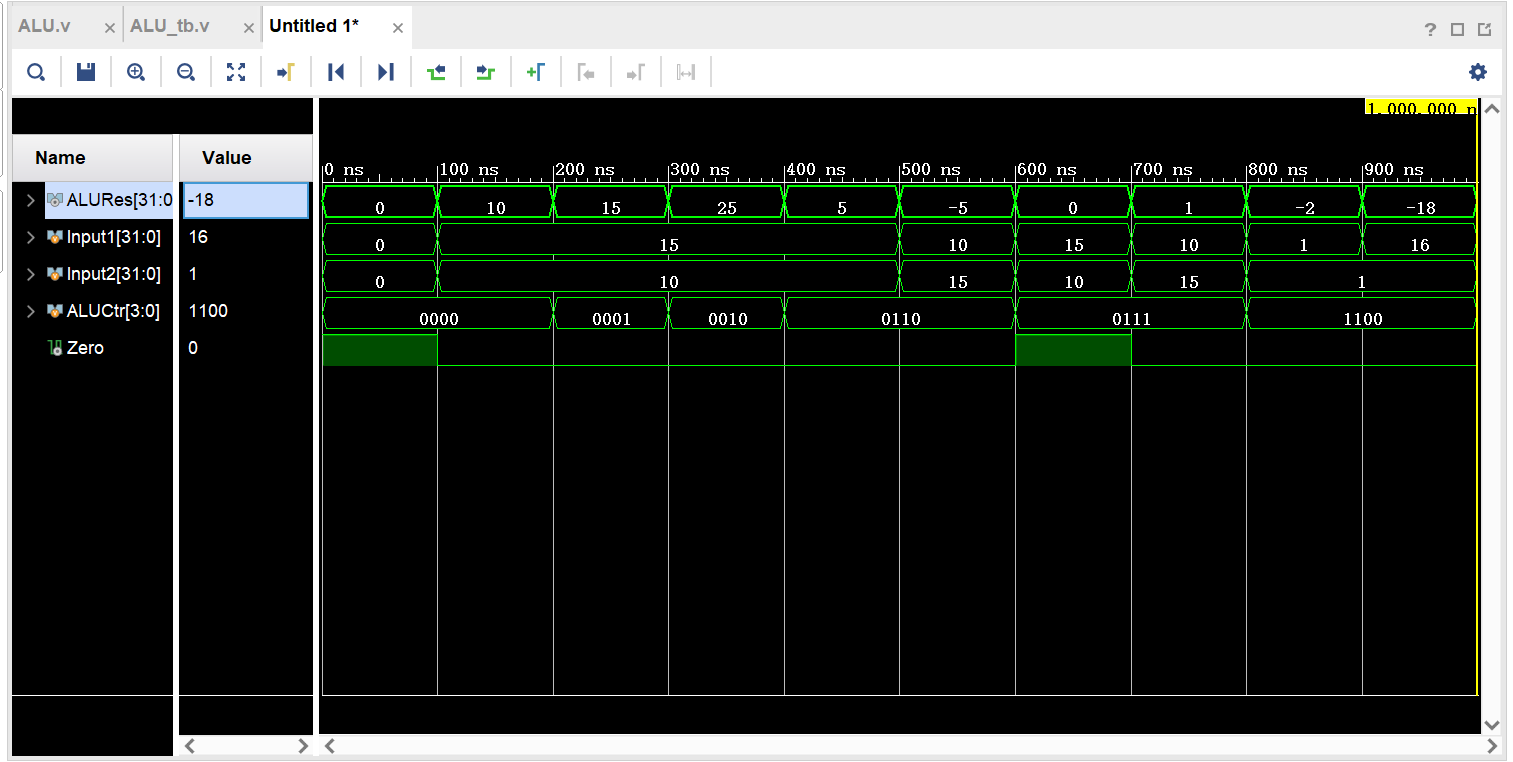 ALU.v × ALU_tb.v × Untitled 1* ×
?
1,000,000 n
Name Value
0 ns 100 ns 200 ns 300 ns 400 ns 500 ns 600 ns 700 ns 800 ns 900 ns
ALURes[31:0 -18 0 10 15 25 5 -5 0 1 -2 -18
Input1[31:0] 16 0 15 10 15 10 1 16
Input2[31:0] 1 0 10 15 10 15 1
ALUCtr[3:0] 1100 0000 0001 0010 0110 0111 1100
Zero 0